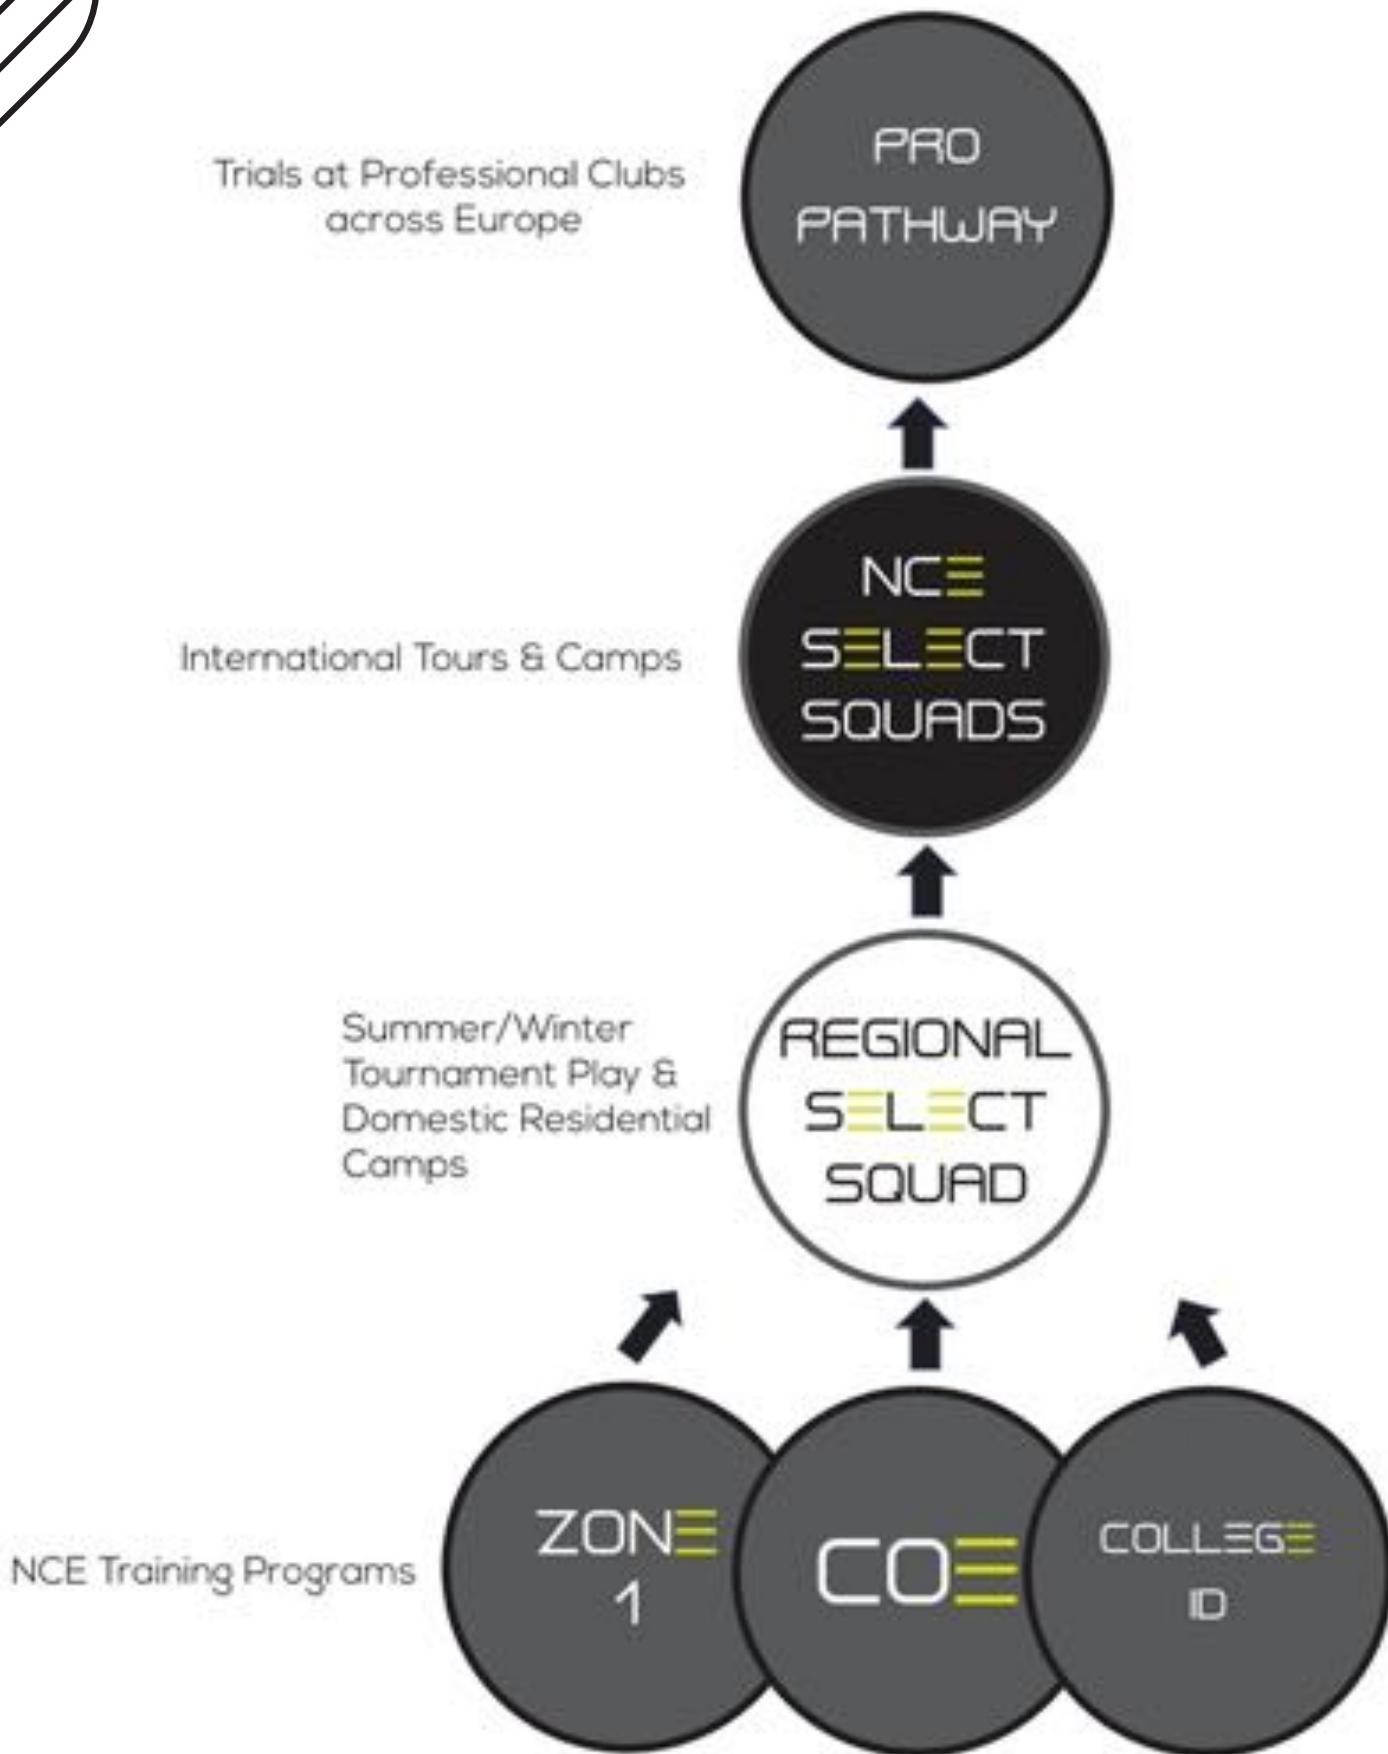 Trials at Professional Clubs
across Europe
PRO
PATHWAY
International Tours & Camps
NCE
SELECT
SQUADS
Summer/Winter
Tournament Play &
Domestic Residential
Camps
REGIONAL
SELECT
SQUAD
NCE Training Programs
ZONE
1
COE
COLLEGE
ID